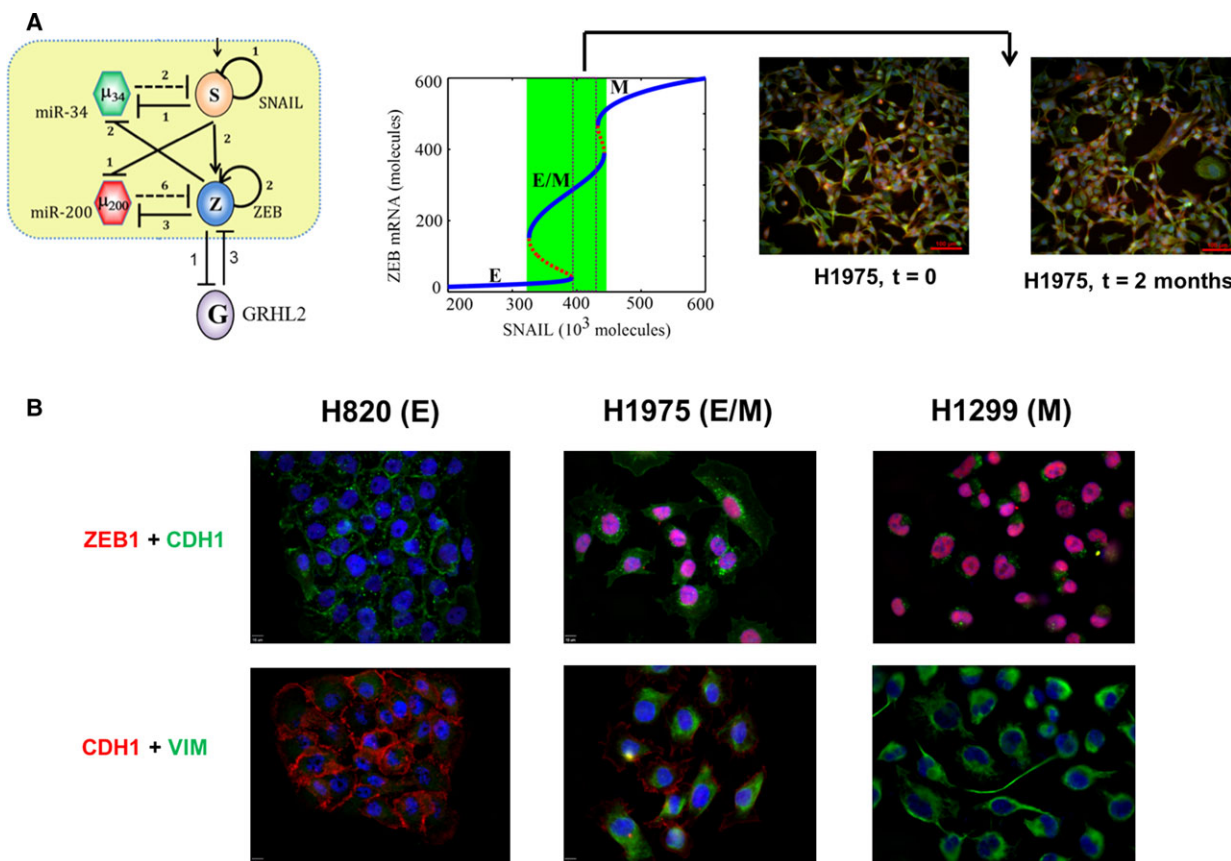 A
μ34
miR-34
2
1
S
1
SNAIL
2
1
2
μ200
miR-200
6
3
Z
2
ZEB
1
3
G
GRHL2
ZEB mRNA (molecules)
600
400
200
0
E
E/M
M
200
300
400
500
600
SNAIL (10^3 molecules)
H1975, t = 0
H1975, t = 2 months
B
H820 (E)
H1975 (E/M)
H1299 (M)
ZEB1 + CDH1
CDH1 + VIM